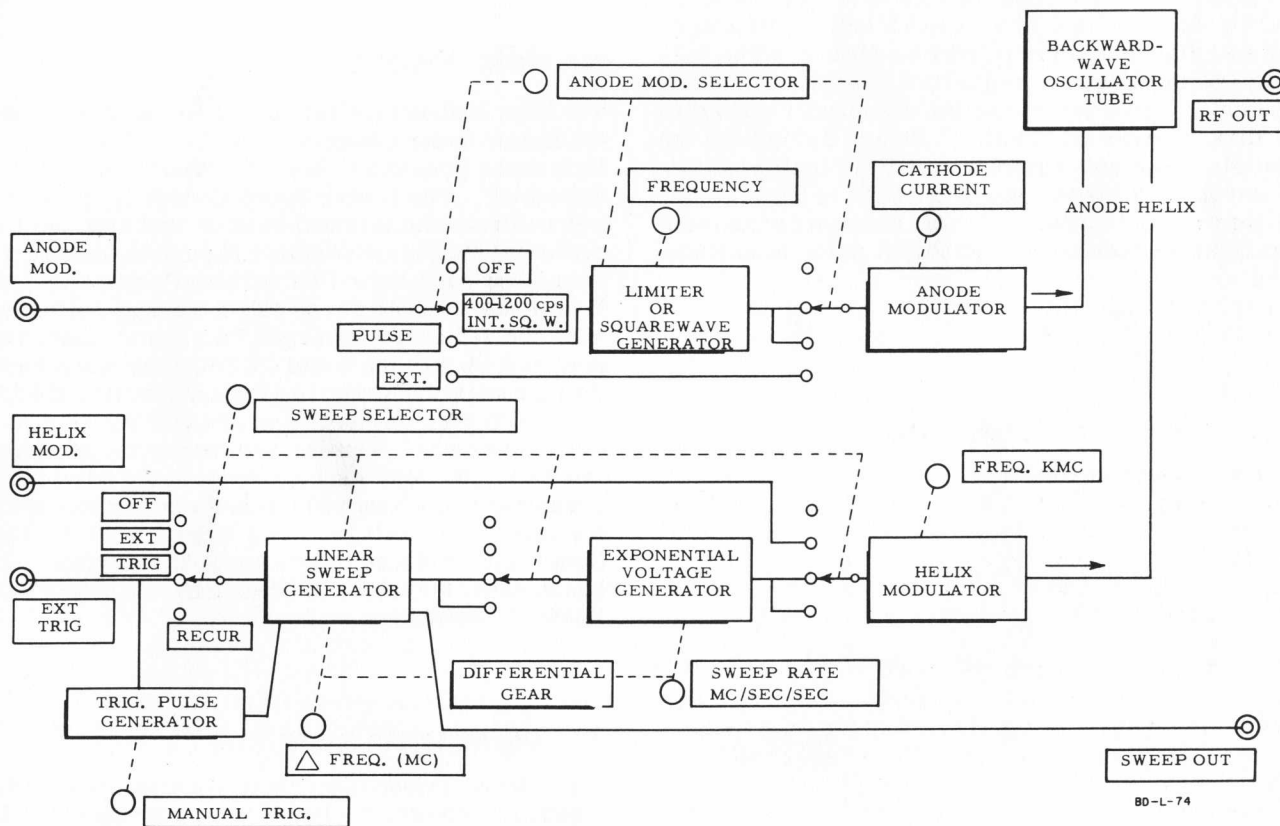 BACKWARD-
WAVE
OSCILLATOR
TUBE
RF OUT
ANODE MOD. SELECTOR
FREQUENCY
CATHODE
CURRENT
ANODE HELIX
ANODE
MOD.
OFF
400-1200 cps
INT. SQ. W.
PULSE
EXT.
LIMITER
OR
SQUAREWAVE
GENERATOR
ANODE
MODULATOR
SWEEP SELECTOR
HELIX
MOD.
FREQ. KMC
OFF
EXT
TRIG
EXT
TRIG
RECUR
LINEAR
SWEEP
GENERATOR
EXPONENTIAL
VOLTAGE
GENERATOR
HELIX
MODULATOR
TRIG. PULSE
GENERATOR
DIFFERENTIAL
GEAR
SWEEP RATE
MC/SEC/SEC
△ FREQ. (MC)
MANUAL TRIG.
SWEEP OUT
BD-L-74